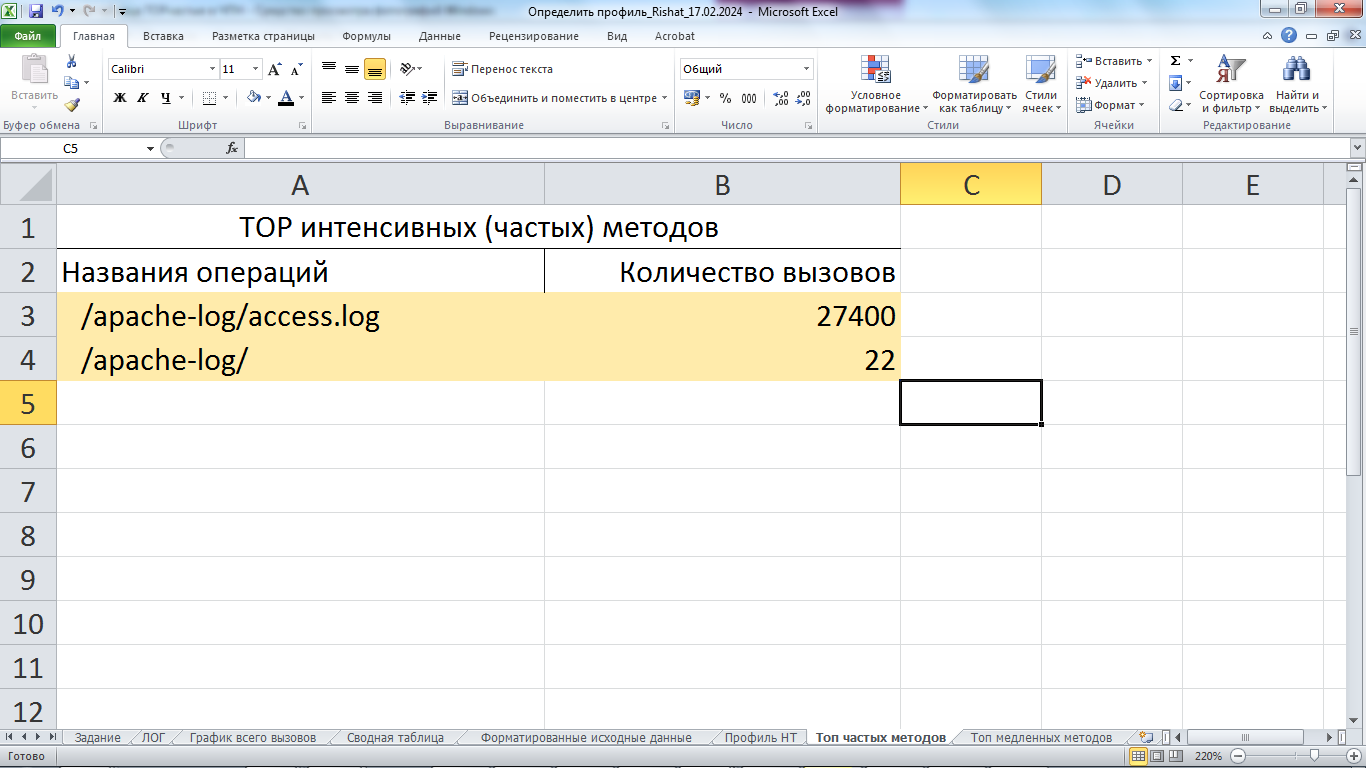 Определить профиль_Rishat_17.02.2024 - Microsoft Excel
Файл Главная Вставка Разметка страницы Формулы Данные Рецензирование Вид Acrobat
Вставить
Буфер обмена
Calibri 11
Ж К Ч
Шрифт
Перенос текста
Объединить и поместить в центре
Выравнивание
Общий
% 000
Число
Условное форматирование
Форматировать как таблицу
Стили ячеек
Стили
Вставить
Удалить
Формат
Ячейки
Σ
Сортировка и фильтр
Найти и выделить
Редактирование
C5 fx
A B C D E
1 TOP интенсивных (частых) методов
2 Названия операций Количество вызовов
3 /apache-log/access.log 27400
4 /apache-log/ 22
5
6
7
8
9
10
11
12
Задание ЛОГ График всего вызовов Сводная таблица Форматированные исходные данные Профиль НТ Топ частых методов Топ медленных методов
Готово 220%